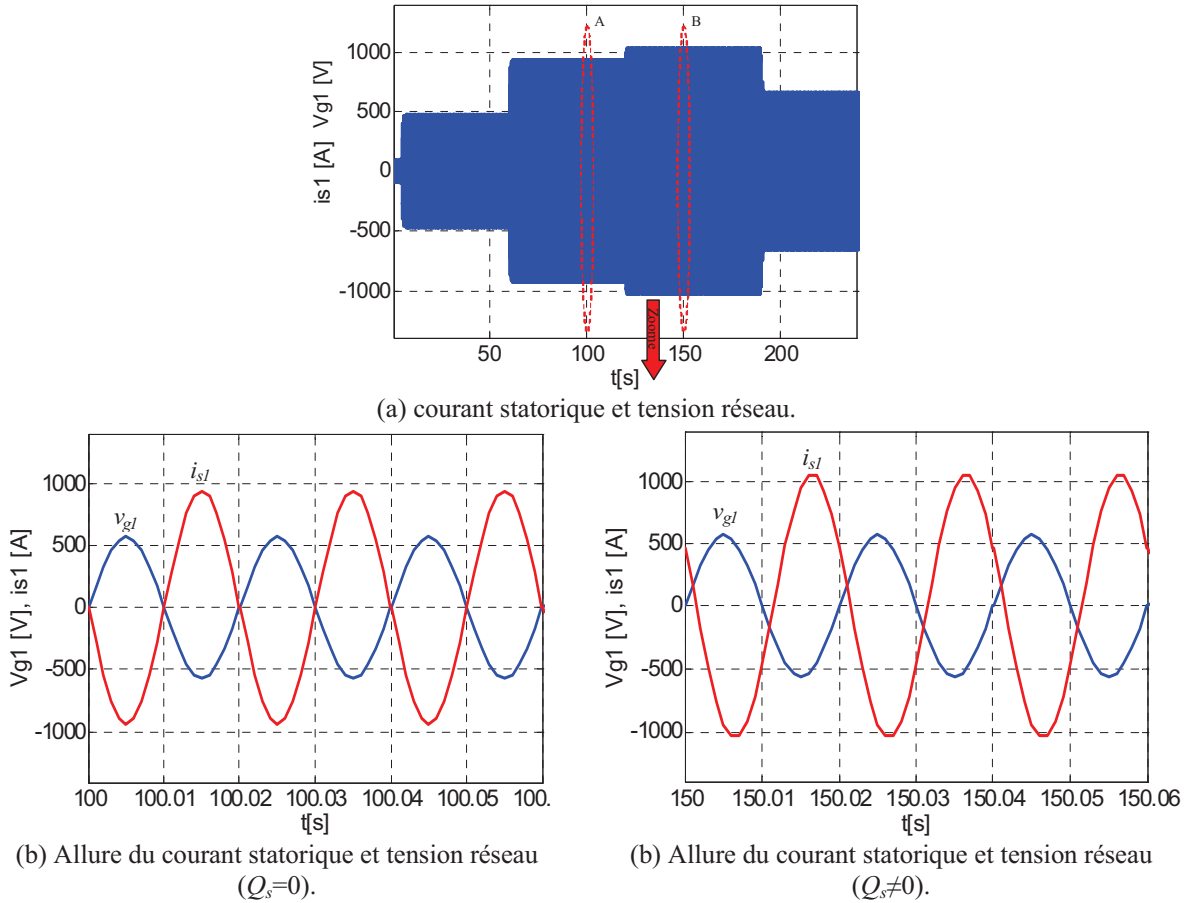 A
B
1000
500
0
-500
-1000
is1 [A] Vg1 [V]
50
100
150
200
Zoome
t[s]
(a) courant statorique et tension réseau.
1000
500
0
-500
-1000
Vg1 [V], is1 [A]
is1
vg1
100
100.01
100.02
100.03
100.04
100.05
100.
t[s]
(b) Allure du courant statorique et tension réseau
(Qs=0).
1000
500
0
-500
-1000
Vg1 [V], is1 [A]
is1
vg1
150
150.01
150.02
150.03
150.04
150.05
150.06
t[s]
(b) Allure du courant statorique et tension réseau
(Qs≠0).